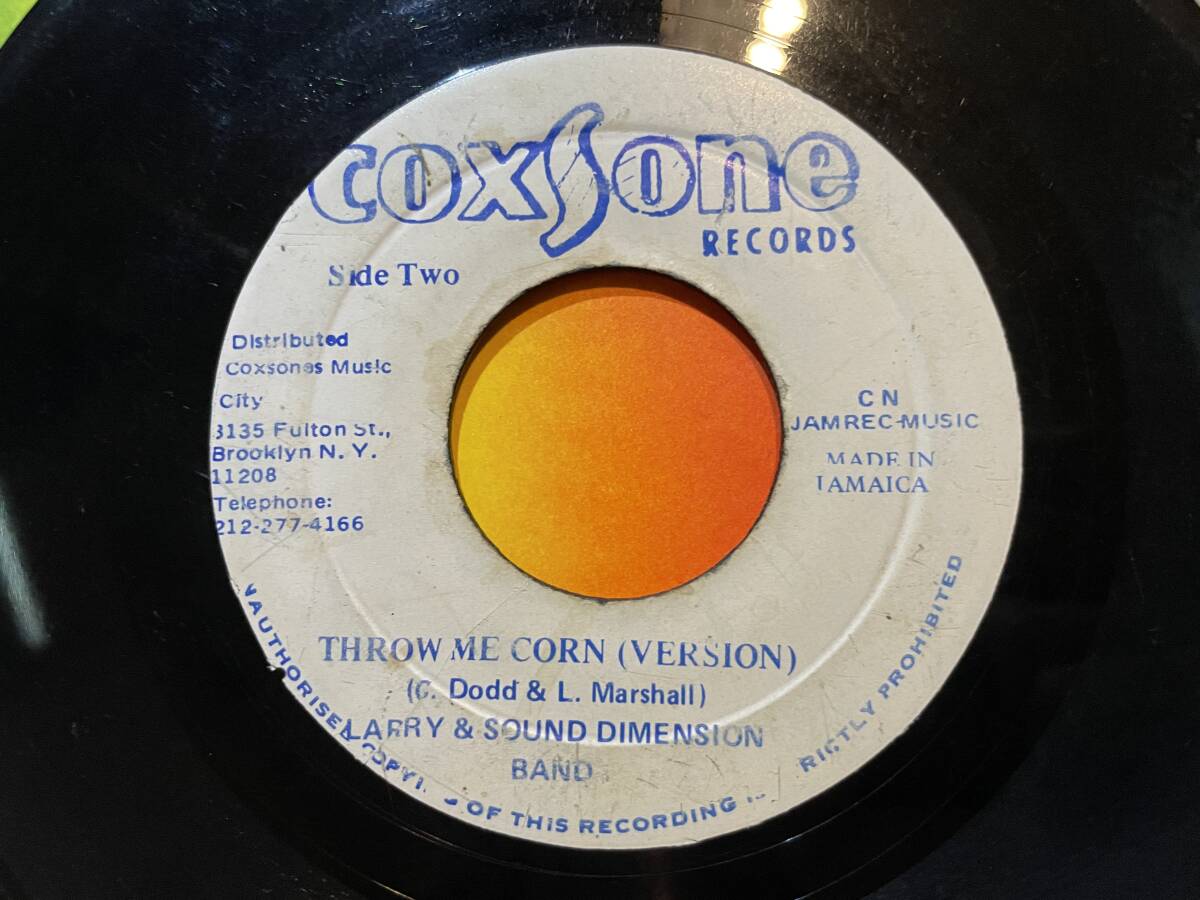 coxsone
RECORDS
Side Two
Distributed
Coxsones Music
City
3135 Fulton St.,
Brooklyn N. Y.
11208
Telephone:
212-277-4166
C N
JAMREC-MUSIC
MADE IN
JAMAICA
THROW ME CORN (VERSION)
(C. Dodd & L. Marshall)
LARRY & SOUND DIMENSION
BAND
NAUTHORISED OF THIS RECORDING RICTLY PROHIBITED